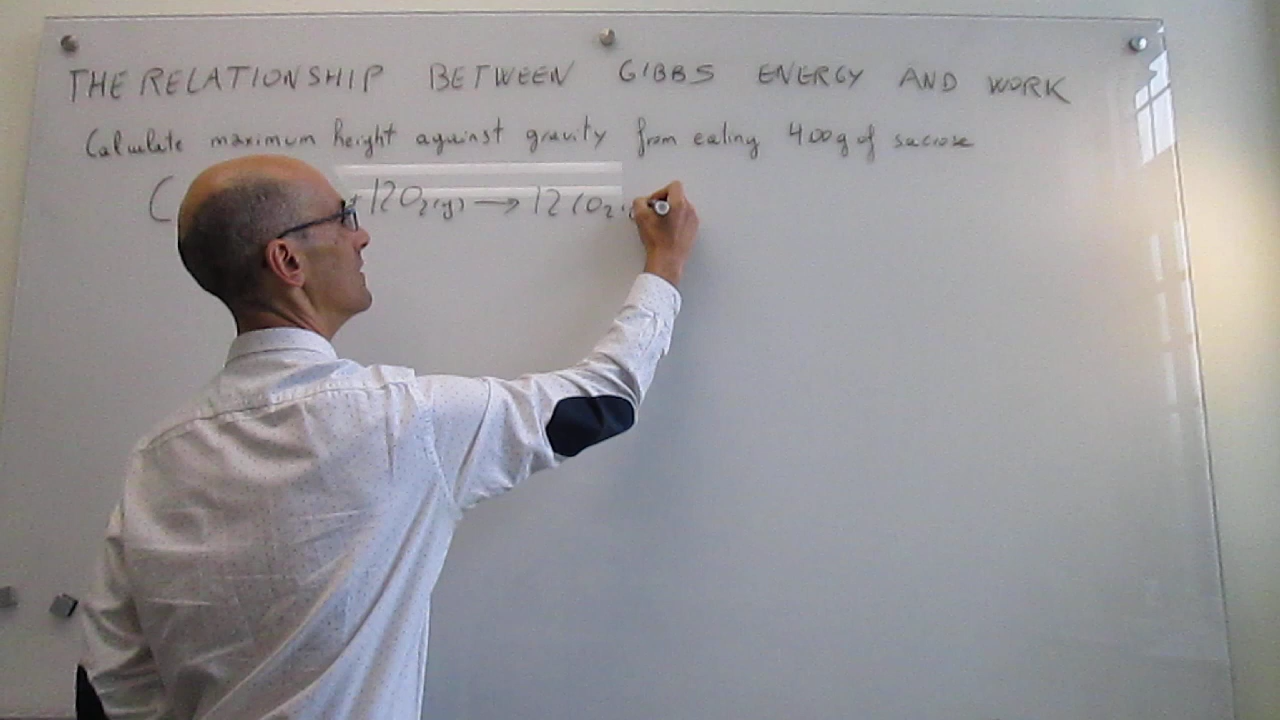 THE RELATIONSHIP BETWEEN GIBBS ENERGY AND WORK
Calculate maximum height against gravity from eating 400g of sucrose
C + 12O2(g) → 12CO2